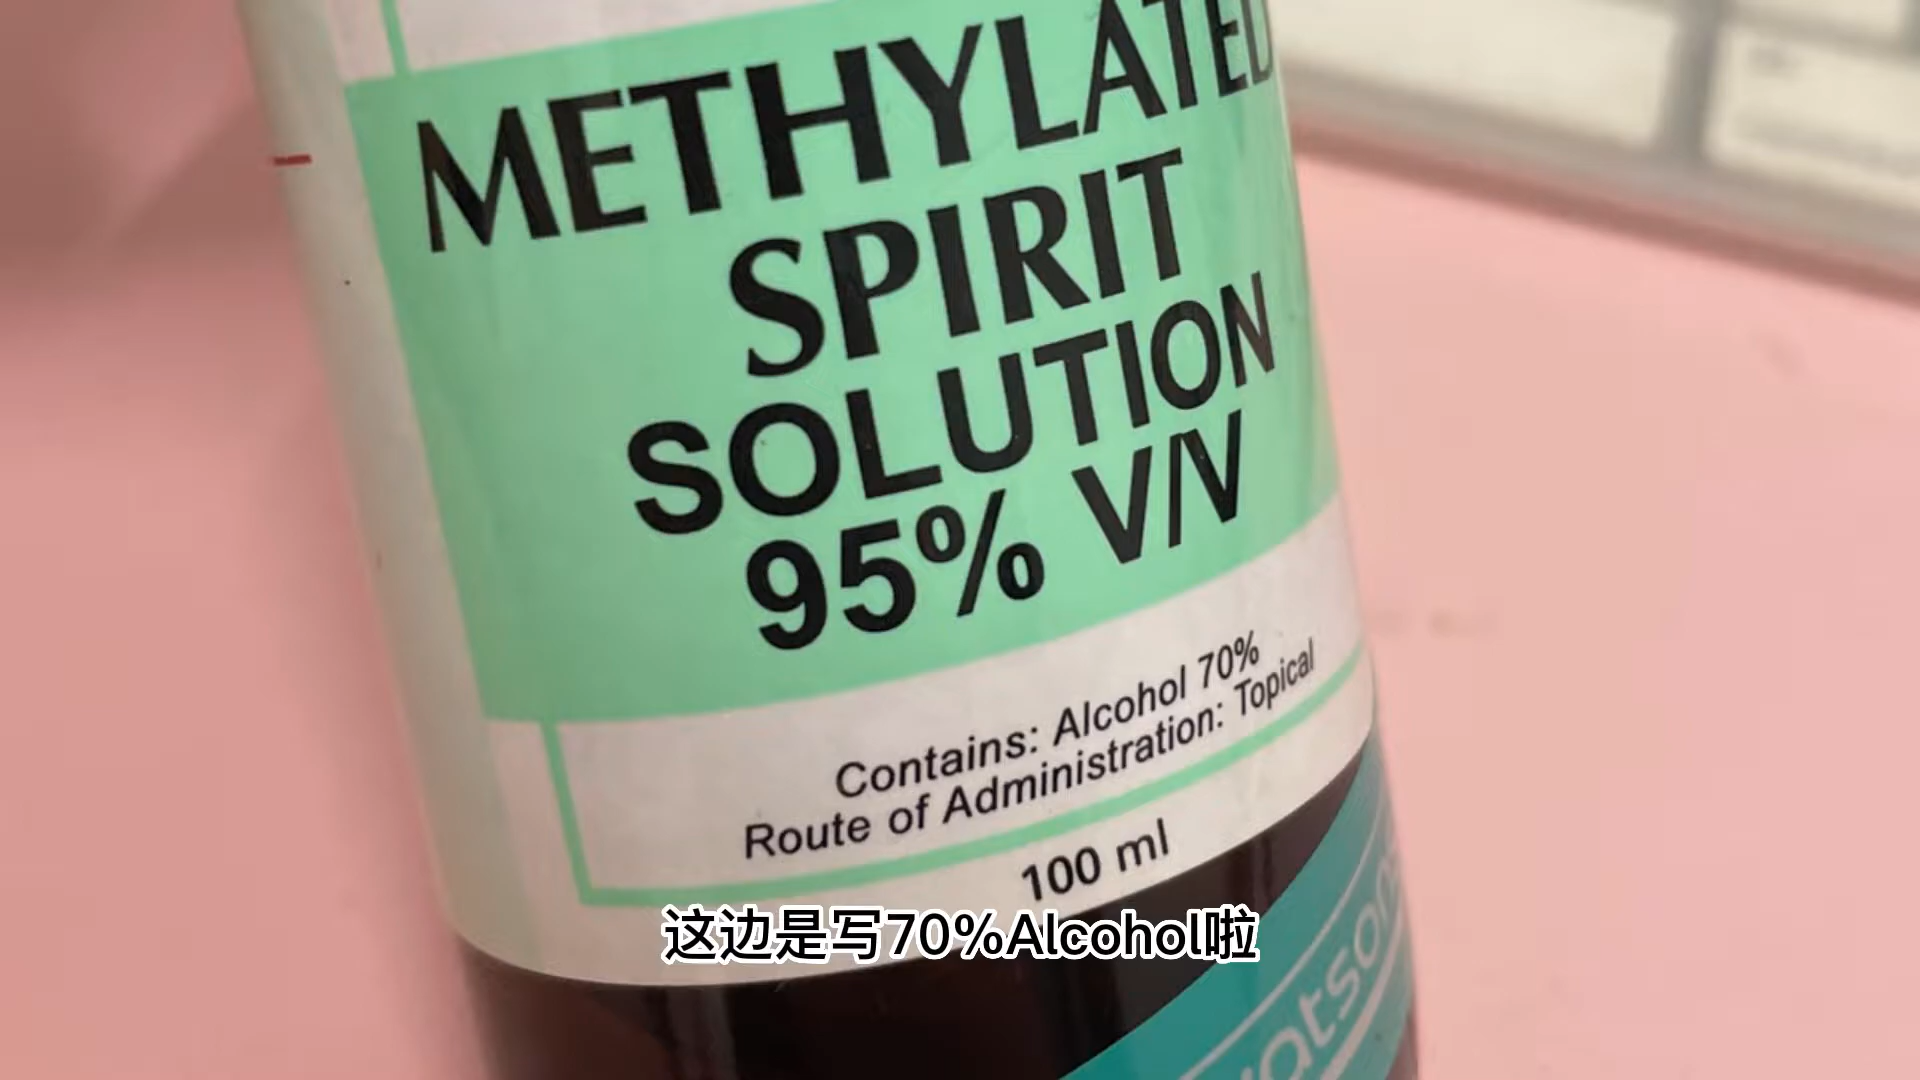 METHYLATED
SPIRIT
SOLUTION
95% V/V
Contains: Alcohol 70%
Route of Administration: Topical
100 ml
这边是写70%Alcohol啦
watsons